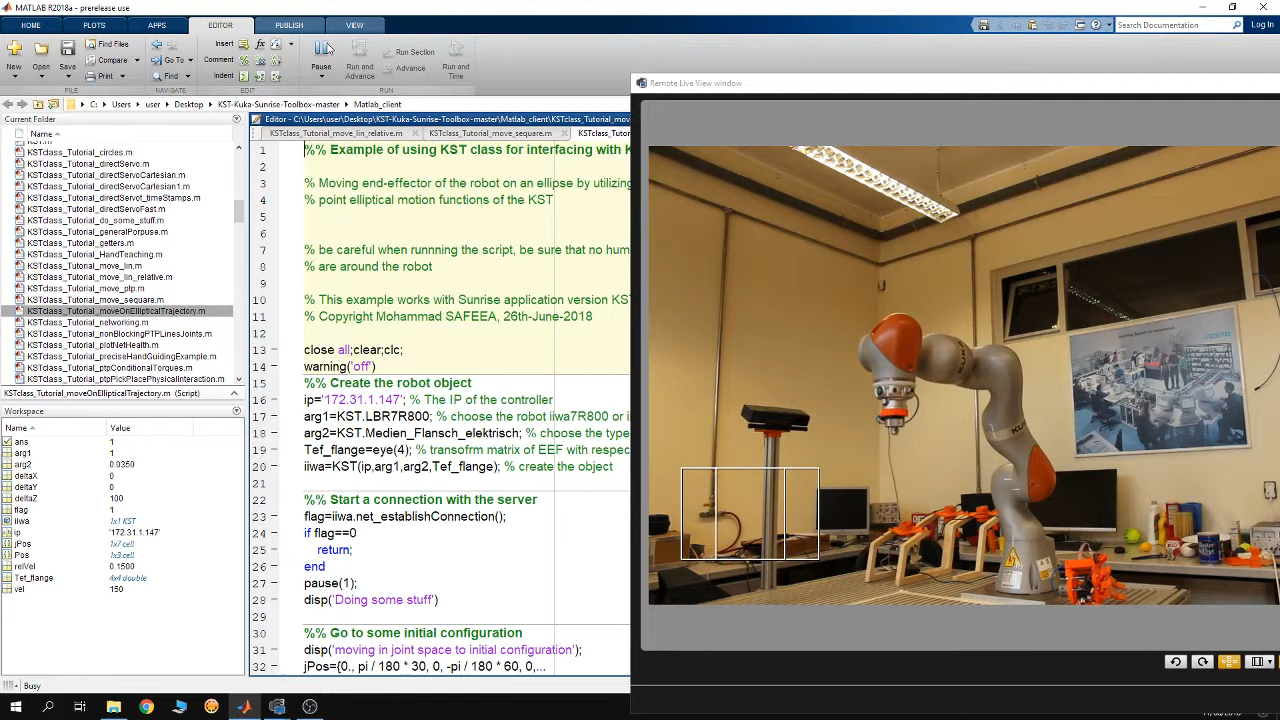 MATLAB R2018a - prerelease use
HOME PLOTS APPS EDITOR PUBLISH VIEW
Search Documentation Log In
New Open Save Find Files Compare Print Go To Find Insert Comment Indent fx Pause Run and Advance Run Section Advance Run and Time
FILE NAVIGATE EDIT BREAKPOINTS RUN
C: Users user Desktop KST-Kuka-Sunrise-Toolbox-master Matlab_client
Current Folder
Name
KST.m
KSTclass_Tutorial_circles.m
KSTclass_Tutorial_directServo.m
KSTclass_Tutorial_directServoCartesian.m
KSTclass_Tutorial_directServoCartesian1.m
KSTclass_Tutorial_directServof_timeStamps.m
KSTclass_Tutorial_directServoFast.m
KSTclass_Tutorial_do_some_stuff.m
KSTclass_Tutorial_generalPorpuse.m
KSTclass_Tutorial_getters.m
KSTclass_Tutorial_HandTeaching.m
KSTclass_Tutorial_move_lin.m
KSTclass_Tutorial_move_lin_relative.m
KSTclass_Tutorial_move_ptp.m
KSTclass_Tutorial_move_sequare.m
KSTclass_Tutorial_moveOnEllipticalTrajectory.m
KSTclass_Tutorial_networking.m
KSTclass_Tutorial_nonBlockingPTPLinesJoints.m
KSTclass_Tutorial_plotNetHealth.m
KSTclass_Tutorial_preciseHandGuidingExample.m
KSTclass_Tutorial_ptpConditionalTorques.m
KSTclass_Tutorial_ptpPickPlacePhysicalInteraction.m
KSTclass_Tutorial_moveOnEllipticalTrajectory.m (Script)
Workspace
Name Value
ans 1
arg1 1
arg2 0.0350
deltaX 0
deltaY 0
deltaZ 100
flag 1
iiwa 1x1 KST
ip '172.31.1.147'
jPos 1x7 cell
Pos 1x3 cell
relVel 0.1500
Tef_flange 4x4 double
vel 150
Busy
Editor - C:\Users\user\Desktop\KST-Kuka-Sunrise-Toolbox-master\Matlab_client\KSTclass_Tutorial_mov
KSTclass_Tutorial_move_lin_relative.m KSTclass_Tutorial_move_sequare.m KSTclass_Tutor
1 %% Example of using KST class for interfacing with K
2
3 % Moving end-effector of the robot on an ellipse by utilizing
4 % point elliptical motion functions of the KST
5
6
7 % be careful when runnning the script, be sure that no hum
8 % are around the robot
9
10 % This example works with Sunrise application version KST
11 % Copyright Mohammad SAFEEA, 26th-June-2018
12
13 close all;clear;clc;
14 warning('off')
15 %% Create the robot object
16 ip='172.31.1.147'; % The IP of the controller
17 arg1=KST.LBR7R800; % choose the robot iiwa7R800 or i
18 arg2=KST.Medien_Flansch_elektrisch; % choose the type
19 Tef_flange=eye(4); % transofrm matrix of EEF with respec
20 iiwa=KST(ip,arg1,arg2,Tef_flange); % create the object
21
22 %% Start a connection with the server
23 flag=iiwa.net_establishConnection();
24 if flag==0
25 return;
26 end
27 pause(1);
28 disp('Doing some stuff')
29
30 %% Go to some initial configuration
31 disp('moving in joint space to initial configuration');
32 jPos={0., pi / 180 * 30, 0, -pi / 180 * 60, 0,...
Remote Live View window
FESTO
KUKA